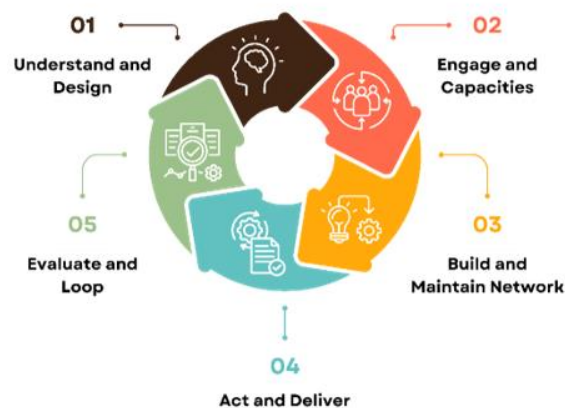 01
Understand and
Design
02
Engage and
Capacities
03
Build and
Maintain Network
04
Act and Deliver
05
Evaluate and
Loop